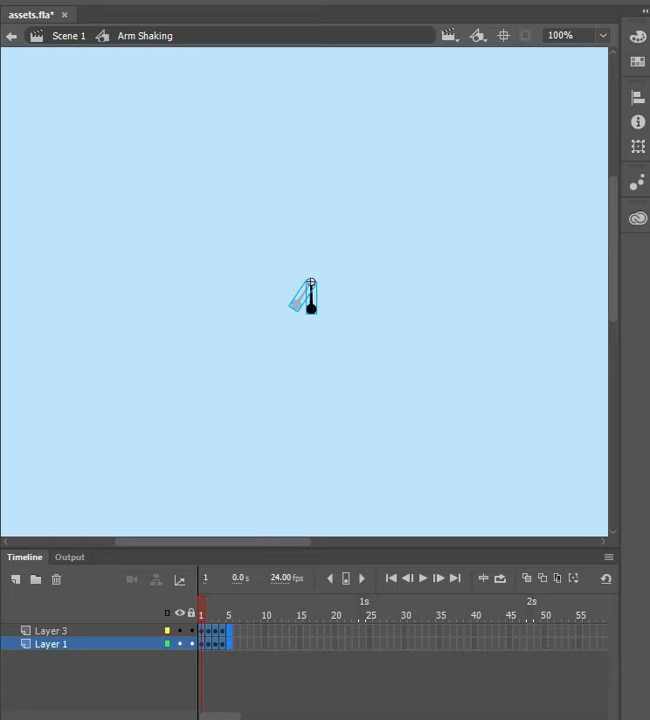 assets.fla* ×
Scene 1 Arm Shaking 100%
Timeline Output
1 0.0 s 24.00 fps
1s 2s
1 5 10 15 20 25 30 35 40 45 50 55
Layer 3
Layer 1